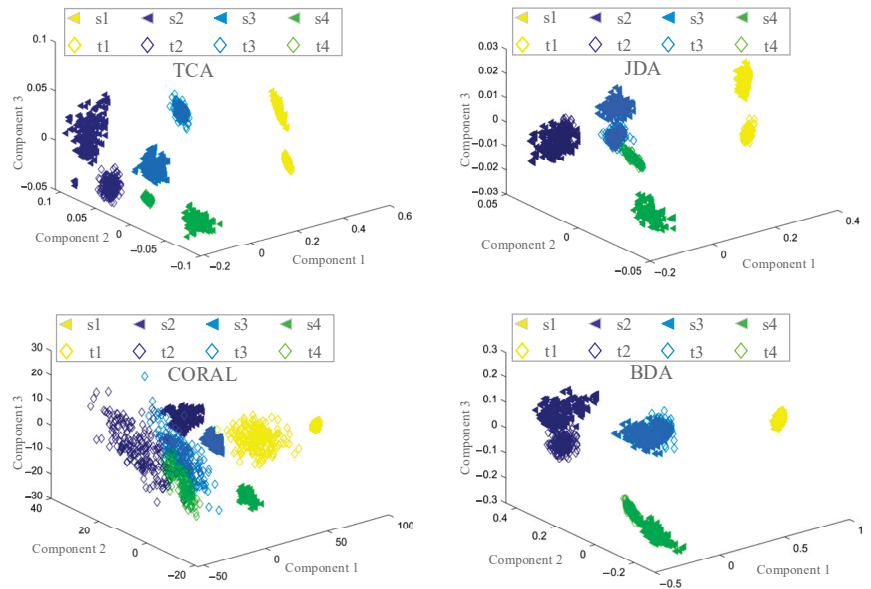 s1 s2 s3 s4
t1 t2 t3 t4
TCA
0.1
0.05
0
−0.05
Component 3
0.1
0.05
0
−0.05
−0.1
Component 2
−0.2
0
0.2
0.4
0.6
Component 1
s1 s2 s3 s4
t1 t2 t3 t4
JDA
0.03
0.02
0.01
0
−0.01
−0.02
−0.03
Component 3
0.05
0
−0.05
Component 2
−0.2
0
0.2
0.4
Component 1
s1 s2 s3 s4
t1 t2 t3 t4
CORAL
30
20
10
0
−10
−20
−30
Component 3
40
20
0
−20
Component 2
−50
0
50
100
Component 1
s1 s2 s3 s4
t1 t2 t3 t4
BDA
0.3
0.2
0.1
0
−0.1
−0.2
−0.3
Component 3
0.4
0.2
0
−0.2
Component 2
−0.5
0
0.5
1
Component 1